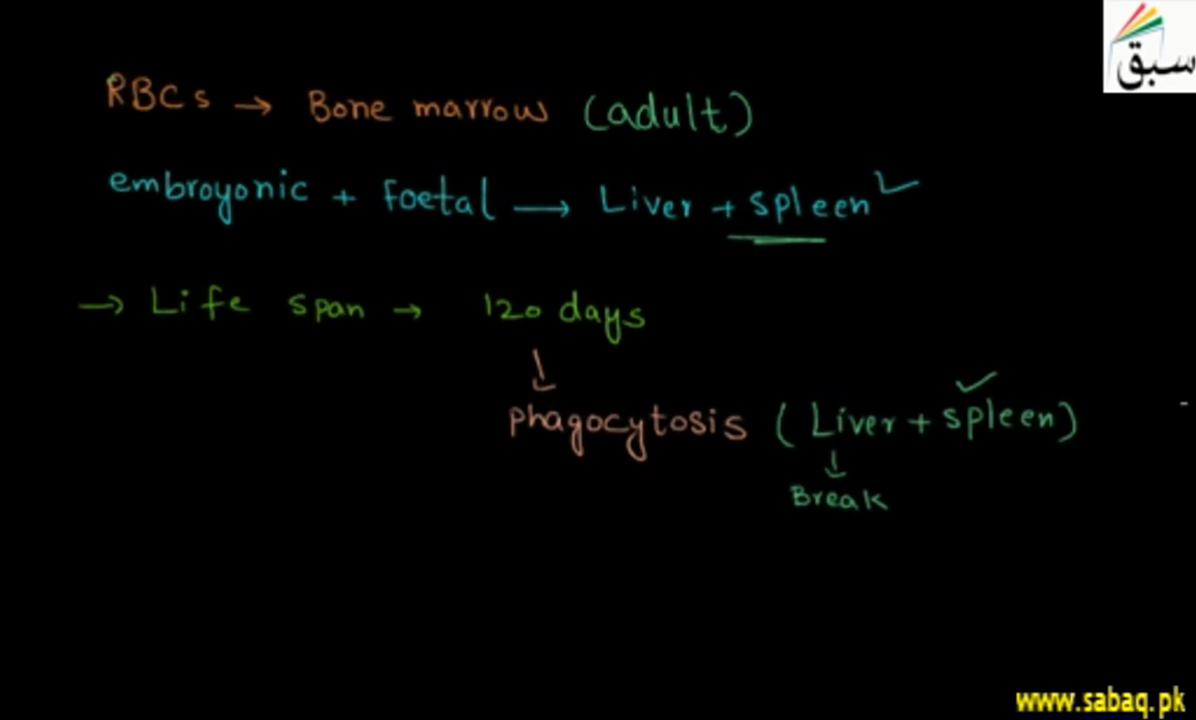 سبق
RBCs → Bone marrow (adult)
embroyonic + Foetal → Liver + spleen ✓
→ Life span → 120 days
↓
Phagocytosis (Liver + spleen) ✓
↓
Break
www.sabaq.pk